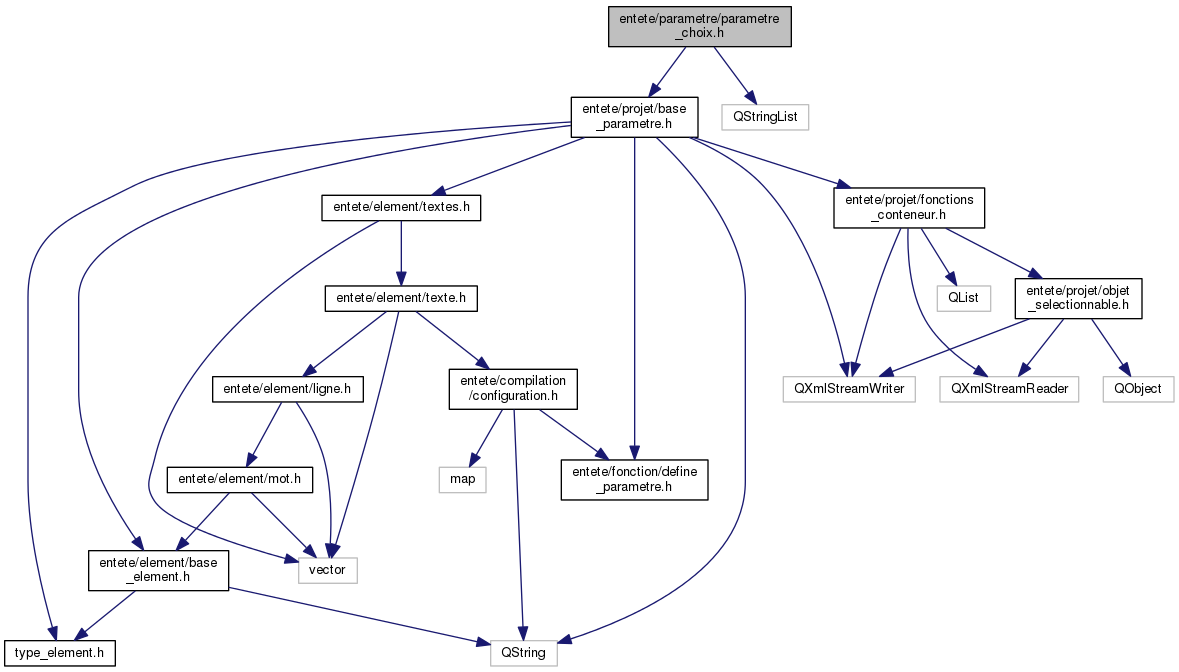 entete/parametre/parametre
_choix.h
entete/projet/base
_parametre.h
QStringList
entete/element/textes.h
entete/projet/fonctions
_conteneur.h
entete/element/texte.h
QList
entete/projet/objet
_selectionnable.h
entete/element/ligne.h
entete/compilation
/configuration.h
QXmlStreamWriter
QXmlStreamReader
QObject
entete/element/mot.h
map
entete/fonction/define
_parametre.h
entete/element/base
_element.h
vector
type_element.h
QString